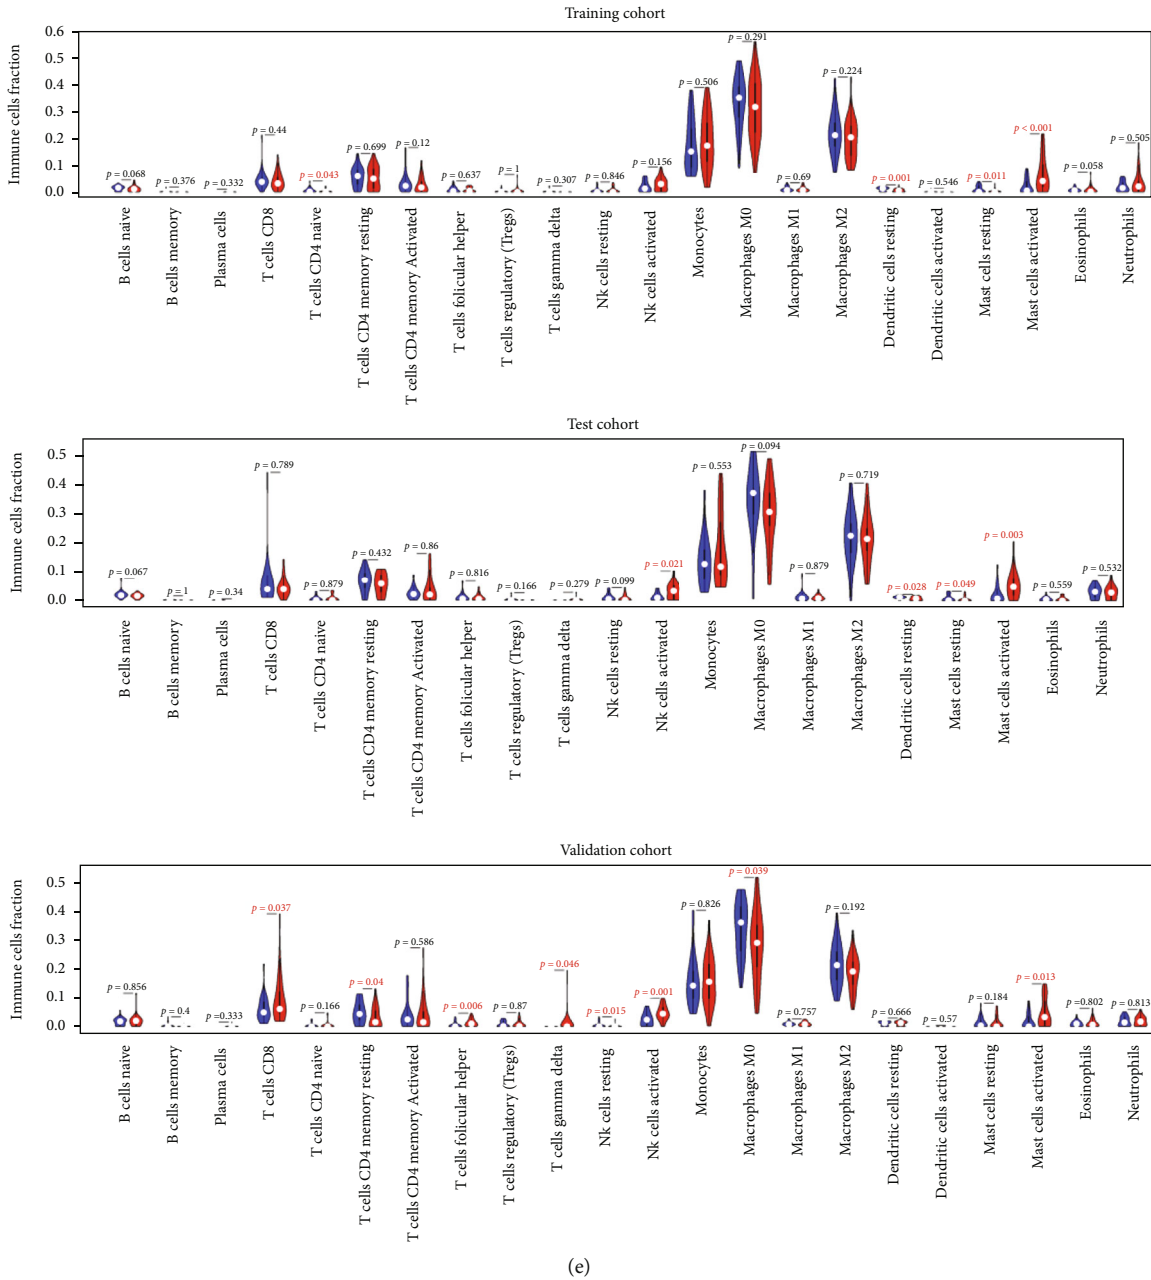 Training cohort
Immune cells fraction
0.6
0.5
0.4
0.3
0.2
0.1
0.0
p = 0.068
p = 0.376
p = 0.332
p = 0.44
p = 0.043
p = 0.699
p = 0.12
p = 0.637
p = 1
p = 0.307
p = 0.846
p = 0.156
p = 0.506
p = 0.291
p = 0.69
p = 0.224
p = 0.001
p = 0.546
p = 0.011
p < 0.001
p = 0.058
p = 0.505
B cells naive
B cells memory
Plasma cells
T cells CD8
T cells CD4 naive
T cells CD4 memory resting
T cells CD4 memory Activated
T cells follicular helper
T cells regulatory (Tregs)
T cells gamma delta
Nk cells resting
Nk cells activated
Monocytes
Macrophages M0
Macrophages M1
Macrophages M2
Dendritic cells resting
Dendritic cells activated
Mast cells resting
Mast cells activated
Eosinophils
Neutrophils
Test cohort
Immune cells fraction
0.5
0.4
0.3
0.2
0.1
0.0
p = 0.067
p = 1
p = 0.34
p = 0.789
p = 0.879
p = 0.432
p = 0.86
p = 0.816
p = 0.166
p = 0.279
p = 0.099
p = 0.021
p = 0.553
p = 0.094
p = 0.879
p = 0.719
p = 0.028
p = 0.049
p = 0.003
p = 0.559
p = 0.532
B cells naive
B cells memory
Plasma cells
T cells CD8
T cells CD4 naive
T cells CD4 memory resting
T cells CD4 memory Activated
T cells follicular helper
T cells regulatory (Tregs)
T cells gamma delta
Nk cells resting
Nk cells activated
Monocytes
Macrophages M0
Macrophages M1
Macrophages M2
Dendritic cells resting
Mast cells resting
Mast cells activated
Eosinophils
Neutrophils
Validation cohort
Immune cells fraction
0.5
0.4
0.3
0.2
0.1
0.0
p = 0.856
p = 0.4
p =0.333
p = 0.037
p = 0.166
p = 0.04
p = 0.586
p = 0.006
p = 0.87
p = 0.046
p = 0.015
p = 0.001
p = 0.826
p = 0.039
p = 0.757
p = 0.192
p = 0.666
p = 0.57
p = 0.184
p = 0.013
p = 0.802
p = 0.813
B cells naive
B cells memory
Plasma cells
T cells CD8
T cells CD4 naive
T cells CD4 memory resting
T cells CD4 memory Activated
T cells follicular helper
T cells regulatory (Tregs)
T cells gamma delta
Nk cells resting
Nk cells activated
Monocytes
Macrophages M0
Macrophages M1
Macrophages M2
Dendritic cells resting
Dendritic cells activated
Mast cells resting
Mast cells activated
Eosinophils
Neutrophils
(e)